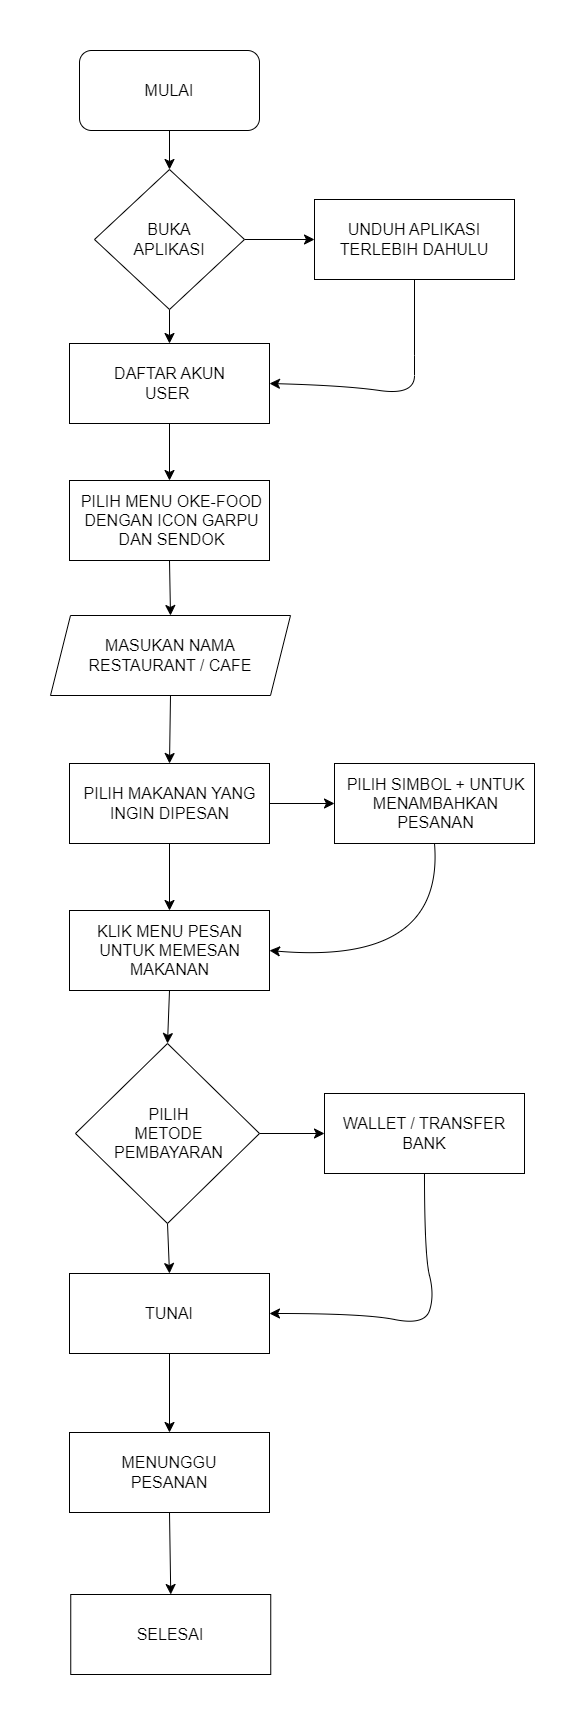 MULAI
BUKA
APLIKASI
UNDUH APLIKASI
TERLEBIH DAHULU
DAFTAR AKUN
USER
PILIH MENU OKE-FOOD
DENGAN ICON GARPU
DAN SENDOK
MASUKAN NAMA
RESTAURANT / CAFE
PILIH MAKANAN YANG
INGIN DIPESAN
PILIH SIMBOL + UNTUK
MENAMBAHKAN
PESANAN
KLIK MENU PESAN
UNTUK MEMESAN
MAKANAN
PILIH
METODE
PEMBAYARAN
WALLET / TRANSFER
BANK
TUNAI
MENUNGGU
PESANAN
SELESAI